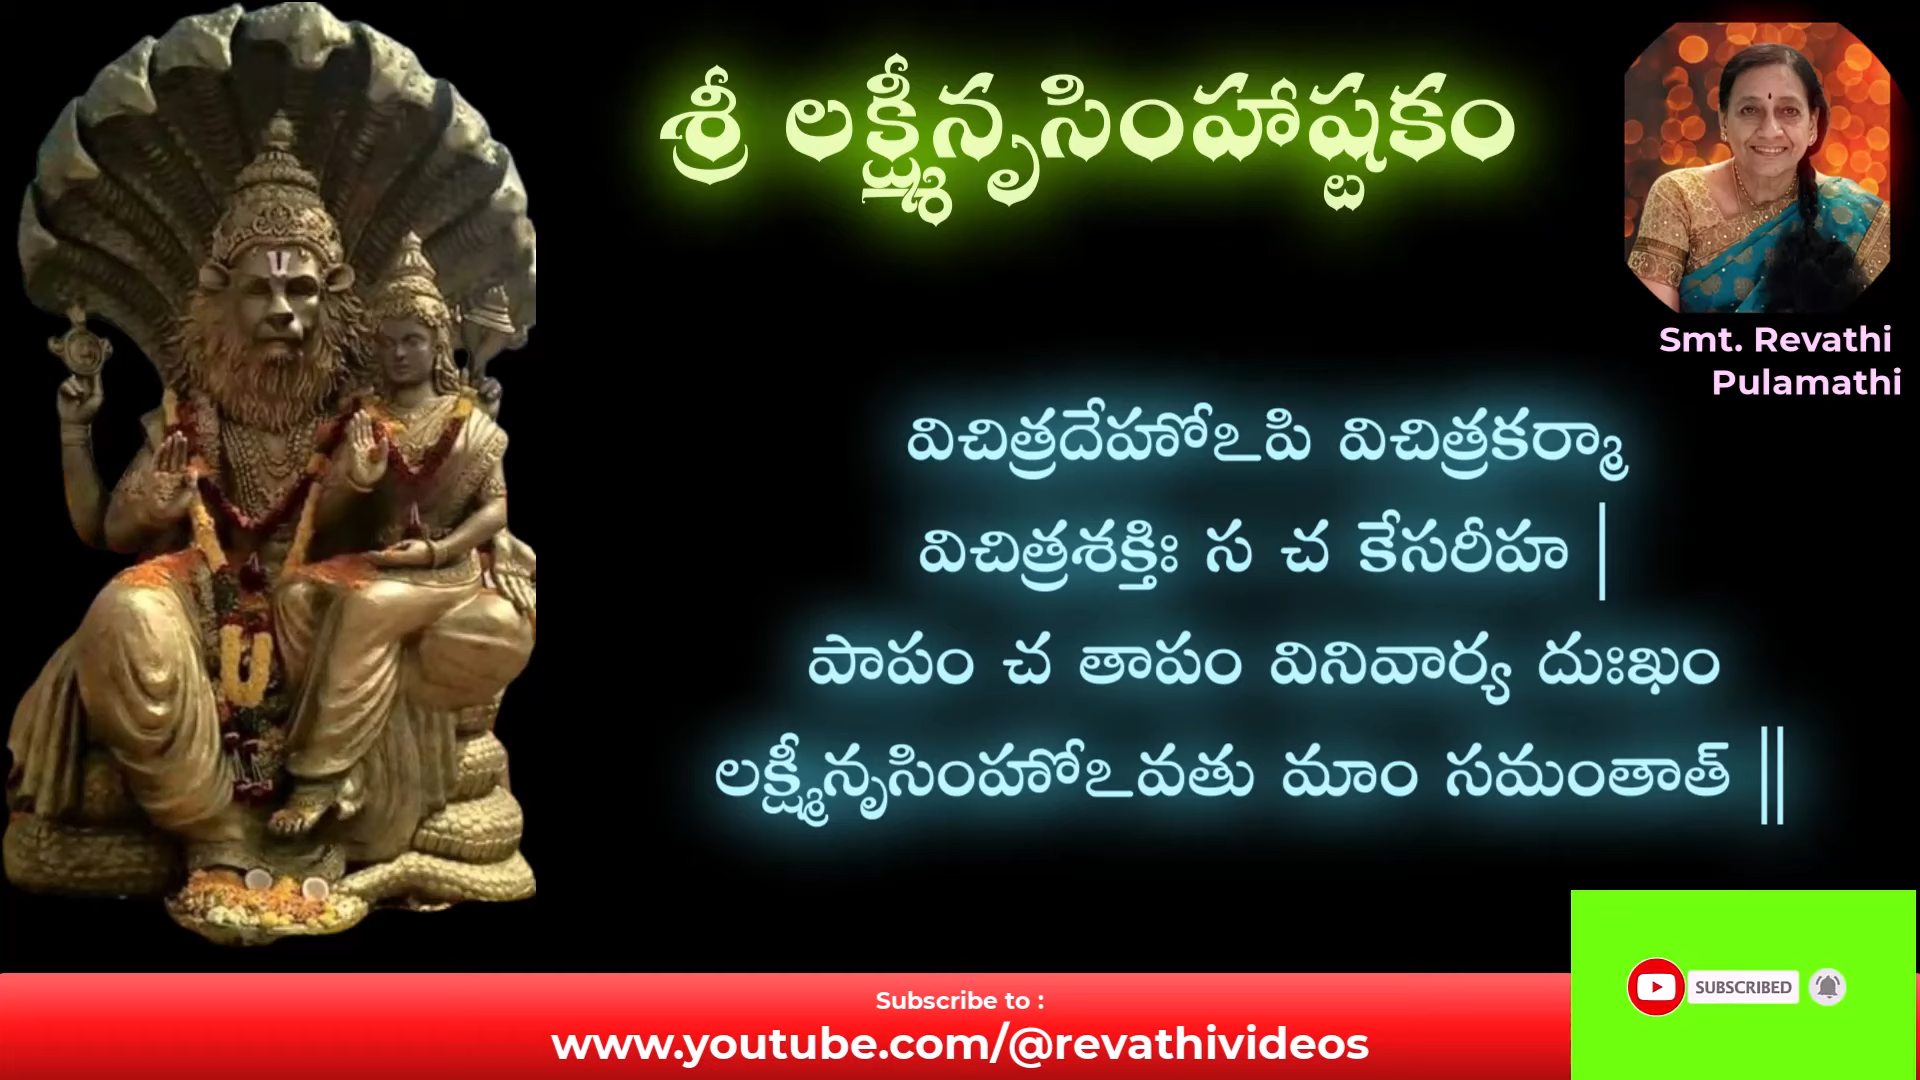 శ్రీ లక్ష్మీనృసింహాష్టకం
Smt. Revathi
Pulamathi
విచిత్రదేహోఽపి విచిత్రకర్మా
విచిత్రశక్తిః స చ కేసరీహ |
పాపం చ తాపం వినివార్య దుఃఖం
లక్ష్మీనృసింహోఽవతు మాం సమంతాత్ ||
SUBSCRIBED
Subscribe to :
www.youtube.com/@revathivideos